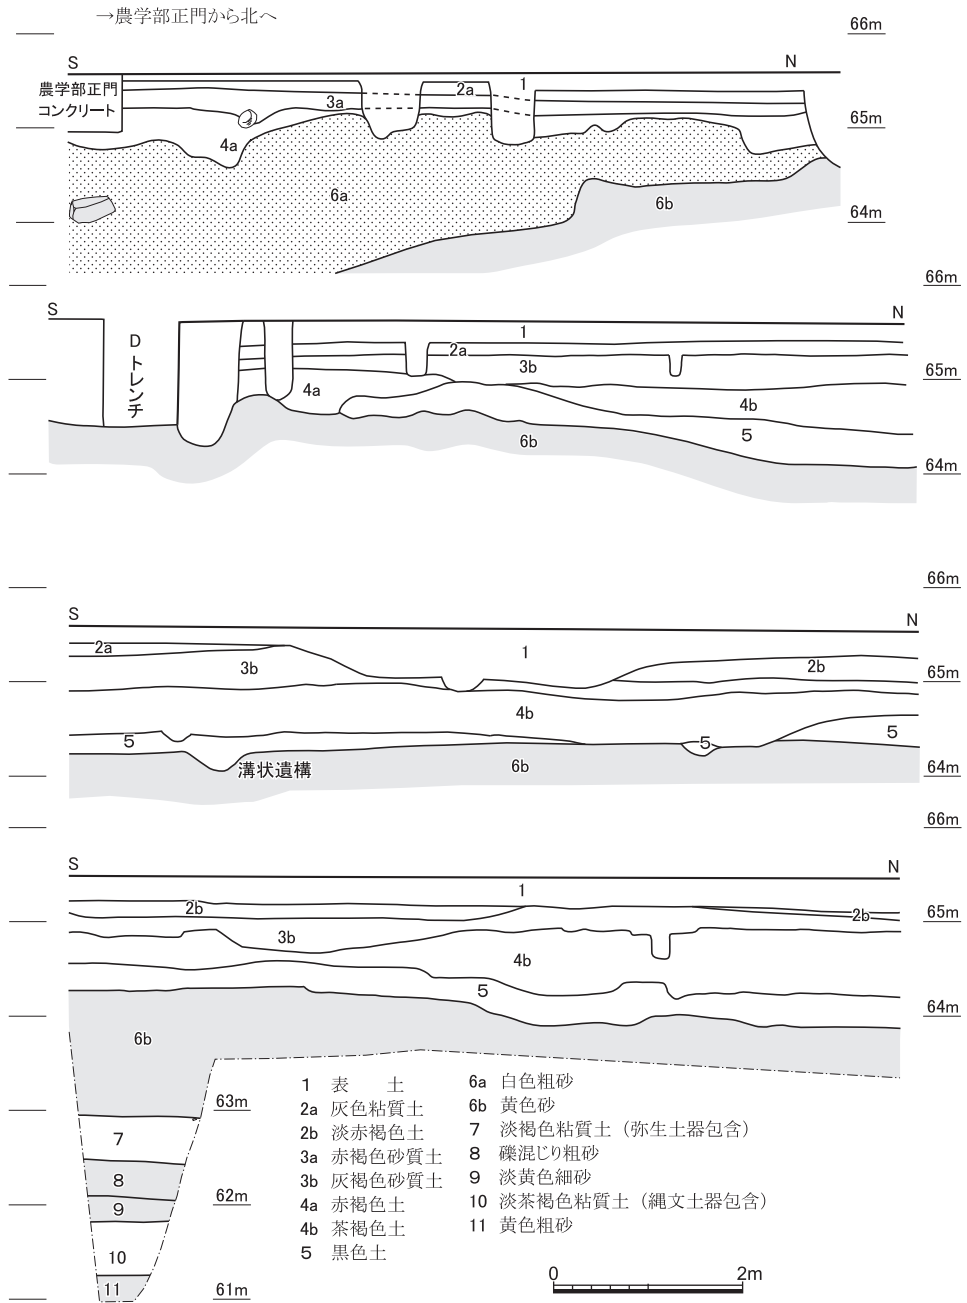 →農学部正門から北へ
66m
S
N
農学部正門
コンクリート
1
2a
3a
65m
4a
6a
6b
64m
66m
S
N
Dトレンチ
1
2a
3b
65m
4a
4b
5
6b
64m
66m
S
N
1
2a
3b
2b
65m
4b
5
5
5
溝状遺構
6b
64m
66m
S
N
1
2b
2b
65m
3b
4b
5
64m
6b
63m
7
8
62m
9
10
11
61m
1 表 土
2a 灰色粘質土
2b 淡赤褐色土
3a 赤褐色砂質土
3b 灰褐色砂質土
4a 赤褐色土
4b 茶褐色土
5 黒色土
6a 白色粗砂
6b 黄色砂
7 淡褐色粘質土（弥生土器包含）
8 礫混じり粗砂
9 淡黄色細砂
10 淡茶褐色粘質土（縄文土器包含）
11 黄色粗砂
0 2m